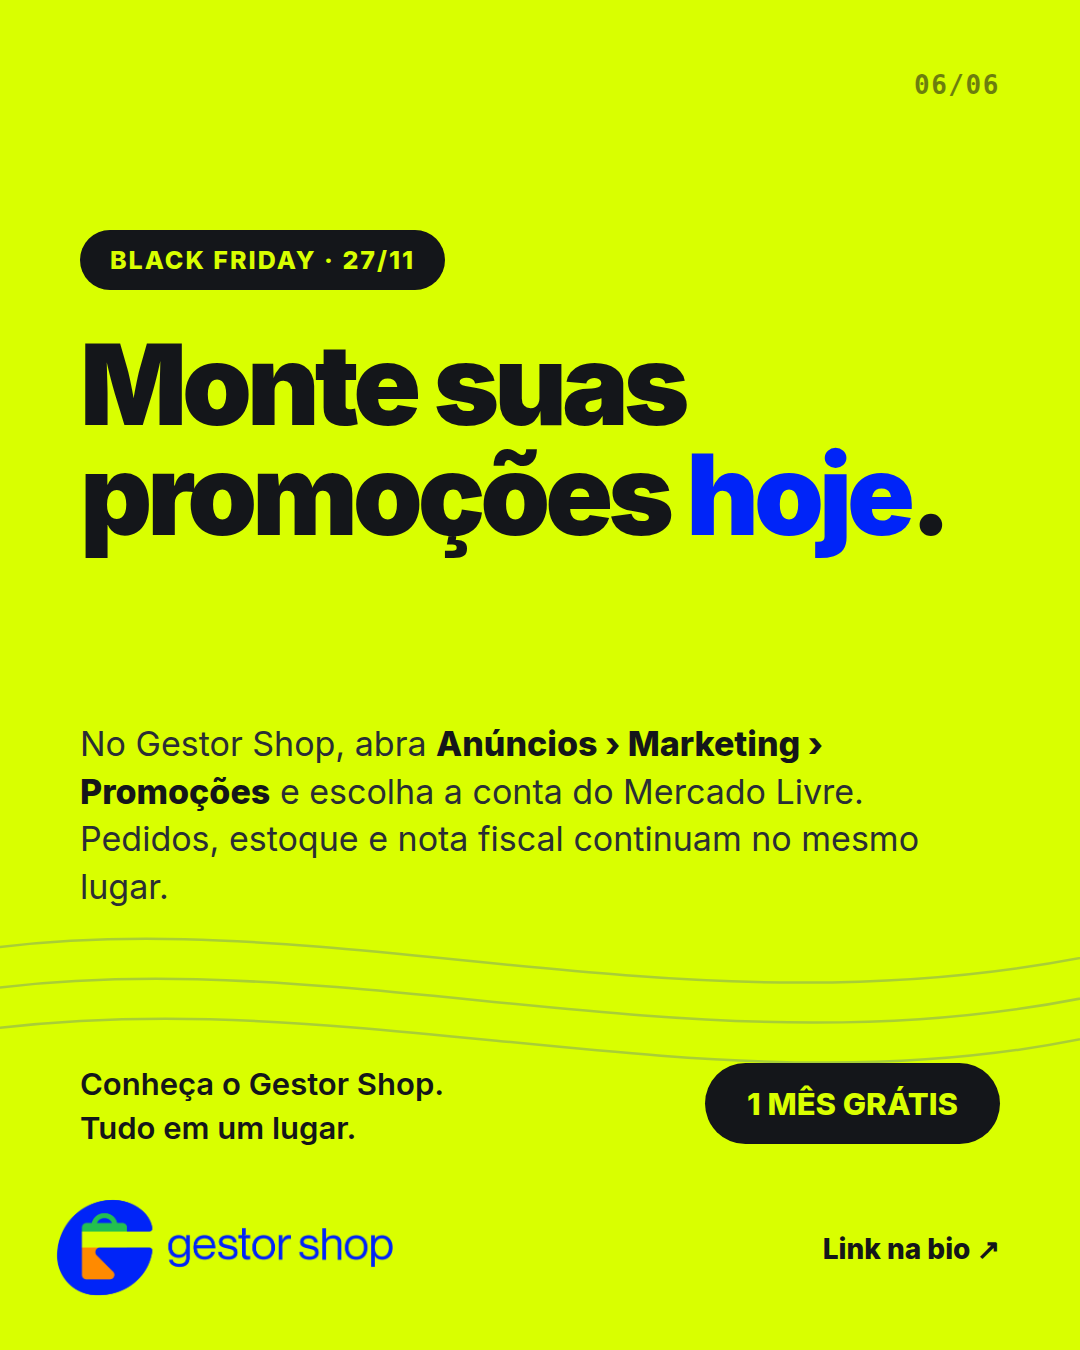 06/06
BLACK FRIDAY · 27/11
Monte suas
promoções hoje.
No Gestor Shop, abra Anúncios › Marketing ›
Promoções e escolha a conta do Mercado Livre.
Pedidos, estoque e nota fiscal continuam no mesmo
lugar.
Conheça o Gestor Shop.
Tudo em um lugar.
1 MÊS GRÁTIS
gestor shop
Link na bio ↗